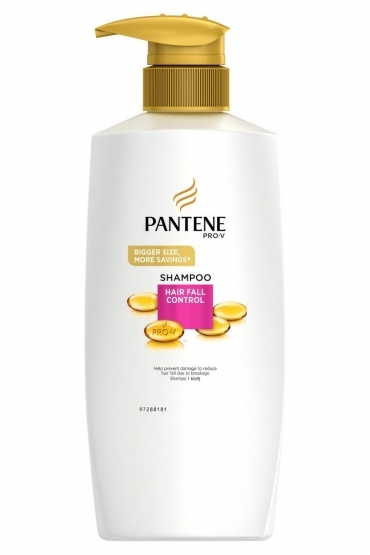 PANTENE
PRO-V
BIGGER SIZE,
MORE SAVINGS*
SHAMPOO
HAIR FALL
CONTROL
PRO-V
Help prevent damage to reduce
hair fall due to breakage
Shampo I
97288181